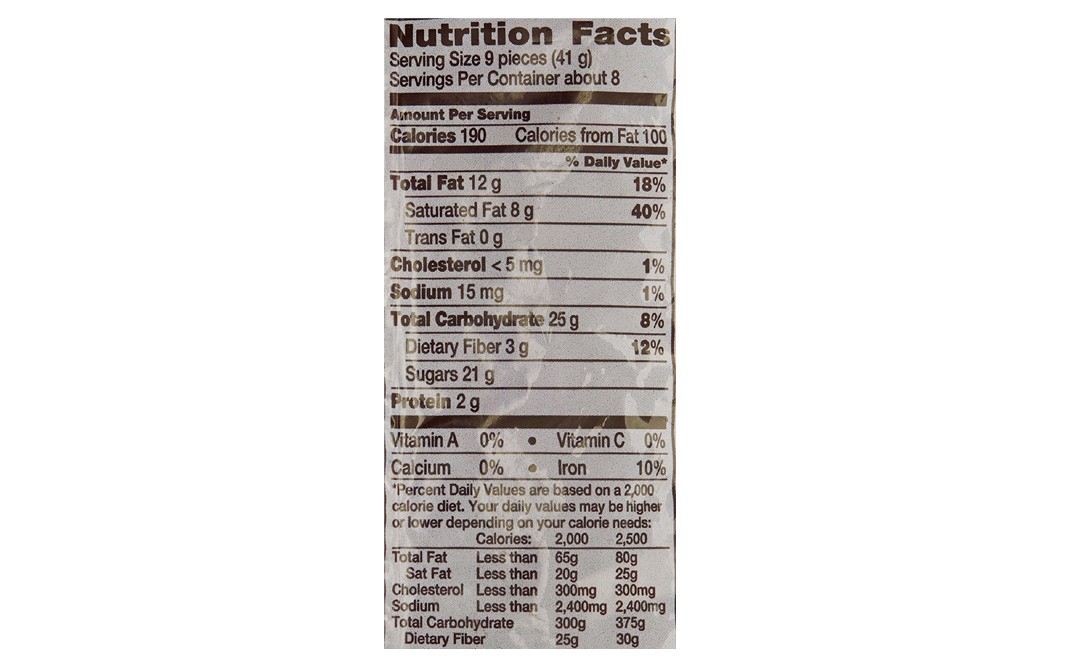 Nutrition Facts
Serving Size 9 pieces (41 g)
Servings Per Container about 8
Amount Per Serving
Calories 190 Calories from Fat 100
% Daily Value*
Total Fat 12 g 18%
Saturated Fat 8 g 40%
Trans Fat 0 g
Cholesterol < 5 mg 1%
Sodium 15 mg 1%
Total Carbohydrate 25 g 8%
Dietary Fiber 3 g 12%
Sugars 21 g
Protein 2 g
Vitamin A 0% • Vitamin C 0%
Calcium 0% • Iron 10%
*Percent Daily Values are based on a 2,000
calorie diet. Your daily values may be higher
or lower depending on your calorie needs:
Calories: 2,000 2,500
Total Fat Less than 65g 80g
Sat Fat Less than 20g 25g
Cholesterol Less than 300mg 300mg
Sodium Less than 2,400mg 2,400mg
Total Carbohydrate 300g 375g
Dietary Fiber 25g 30g